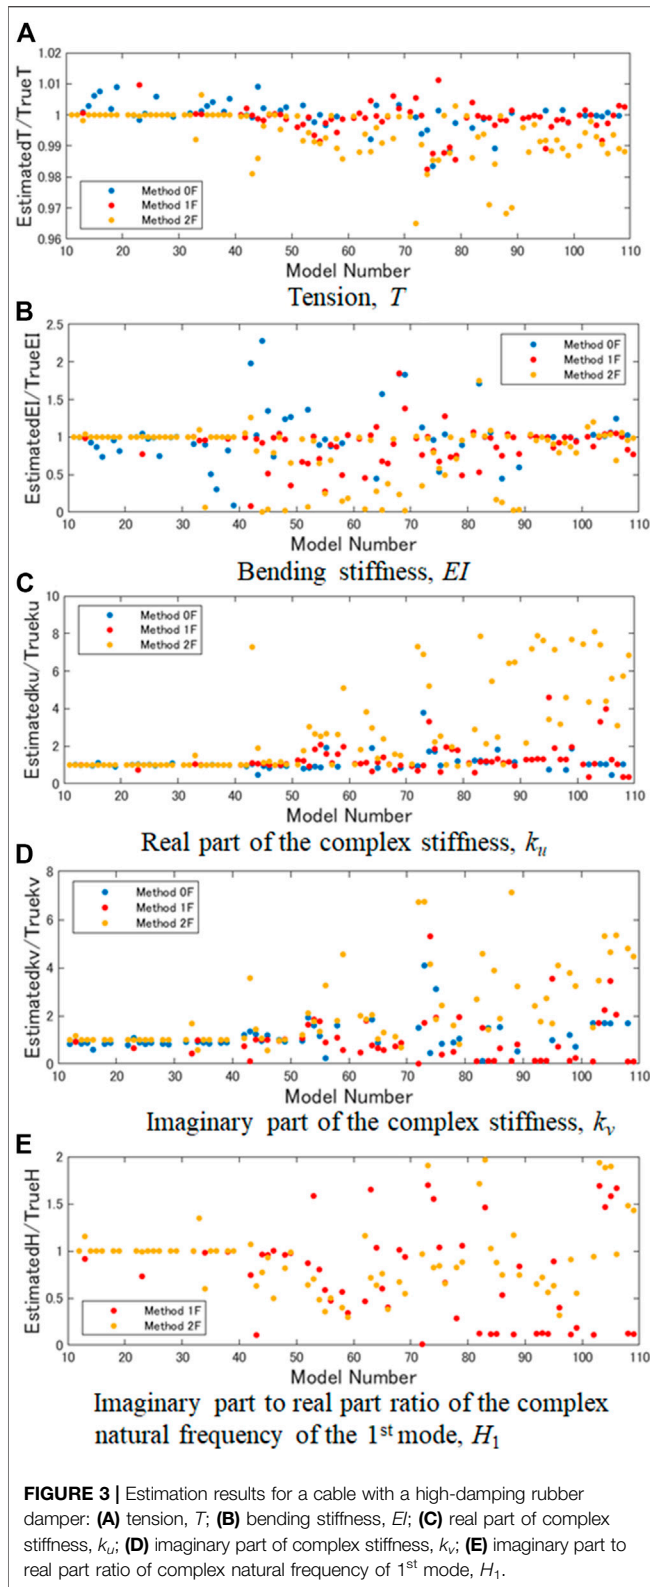 A
1.02
1.01
1
0.99
0.98
0.97
0.96
EstimatedT/TrueT
Method 0F
Method 1F
Method 2F
10 20 30 40 50 60 70 80 90 100 110
Model Number
Tension, T
B
2.5
2
1.5
1
0.5
0
EstimatedEI/TrueEI
Method 0F
Method 1F
Method 2F
10 20 30 40 50 60 70 80 90 100 110
Model Number
Bending stiffness, EI
C
10
8
6
4
2
0
Estimatedku/Trueku
Method 0F
Method 1F
Method 2F
10 20 30 40 50 60 70 80 90 100 110
Model Number
Real part of the complex stiffness, kᵤ
D
8
6
4
2
0
Estimatedkv/Truekv
Method 0F
Method 1F
Method 2F
10 20 30 40 50 60 70 80 90 100 110
Model Number
Imaginary part of the complex stiffness, kᵥ
E
2
1.5
1
0.5
0
EstimatedH/TrueH
Method 1F
Method 2F
10 20 30 40 50 60 70 80 90 100 110
Model Number
Imaginary part to real part ratio of the complex
natural frequency of the 1ˢᵗ mode, H₁
FIGURE 3 | Estimation results for a cable with a high-damping rubber
damper: (A) tension, T; (B) bending stiffness, EI; (C) real part of complex
stiffness, kᵤ; (D) imaginary part of complex stiffness, kᵥ; (E) imaginary part to
real part ratio of complex natural frequency of 1ˢᵗ mode, H₁.